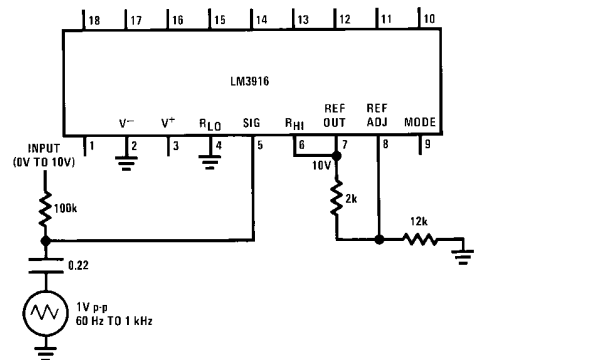 18 17 16 15 14 13 12 11 10
LM3916
V⁻ V⁺ RLO SIG RHI REF OUT REF ADJ MODE
1 2 3 4 5 6 7 8 9
INPUT
(0V TO 10V)
10V
100k
2k
12k
0.22
1V p-p
60 Hz TO 1 kHz